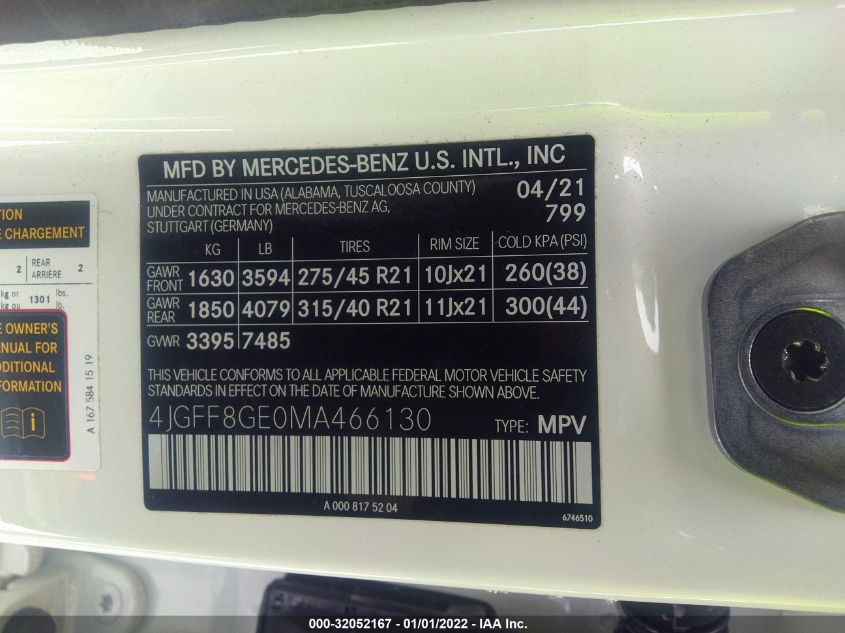 TION
E CHARGEMENT
2 REAR ARRIÈRE 2
kg or kg ou 1301 lbs. lb.
E OWNER'S
ANUAL FOR
DDITIONAL
FORMATION
i
A 167 584 15 19
MFD BY MERCEDES-BENZ U.S. INTL., INC
MANUFACTURED IN USA (ALABAMA, TUSCALOOSA COUNTY) 04/21
UNDER CONTRACT FOR MERCEDES-BENZ AG, 799
STUTTGART (GERMANY)
KG LB TIRES RIM SIZE COLD KPA (PSI)
GAWR FRONT 1630 3594 275/45 R21 10Jx21 260(38)
GAWR REAR 1850 4079 315/40 R21 11Jx21 300(44)
GVWR 3395 7485
THIS VEHICLE CONFORMS TO ALL APPLICABLE FEDERAL MOTOR VEHICLE SAFETY
STANDARDS IN EFFECT ON THE DATE OF MANUFACTURE SHOWN ABOVE.
4JGFF8GE0MA466130 TYPE: MPV
A 000 817 52 04
6746510
000-32052167 - 01/01/2022 - IAA Inc.